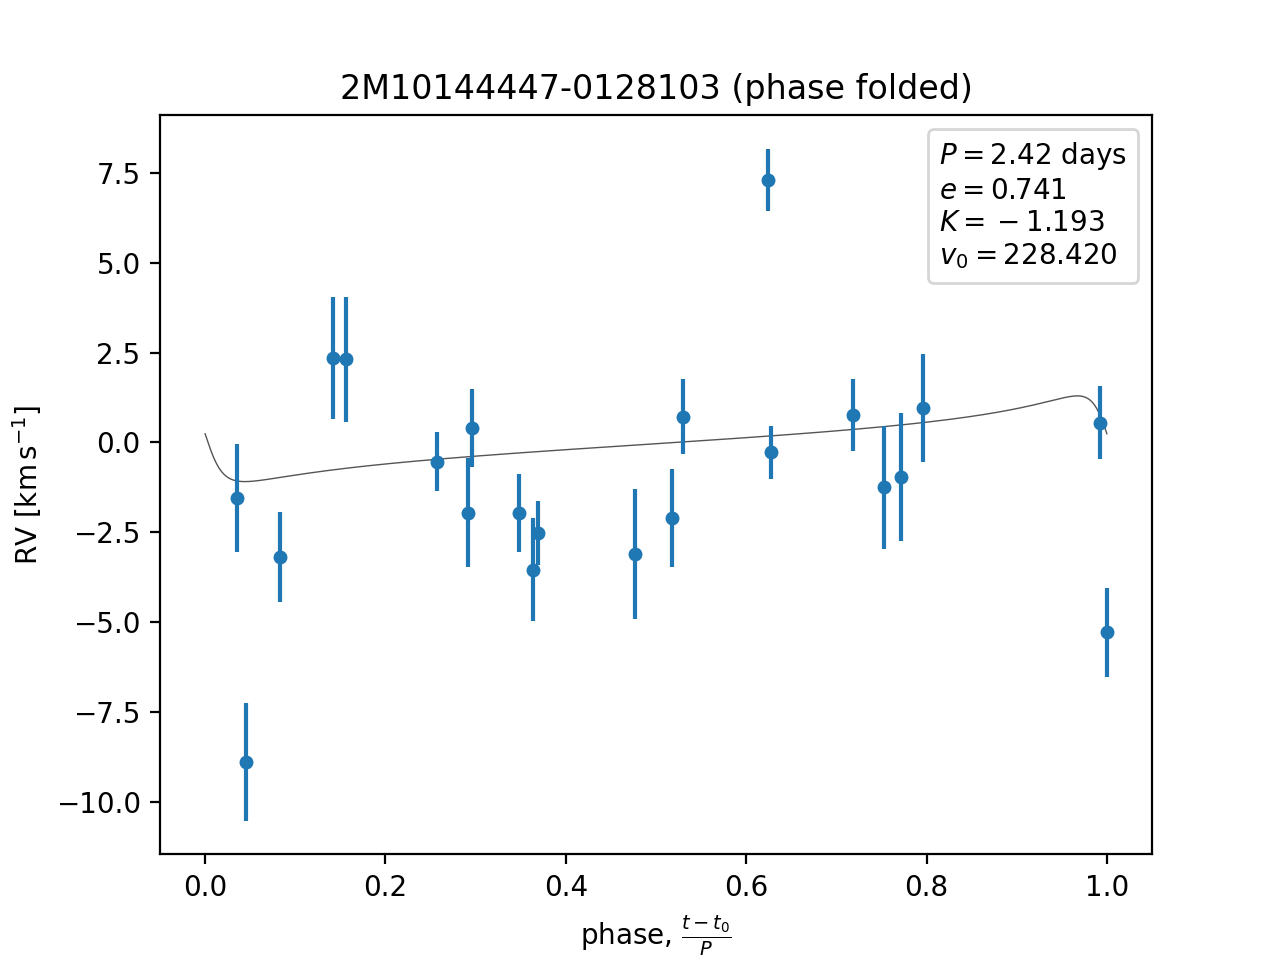 2M10144447-0128103 (phase folded)
P = 2.42 days
e = 0.741
K = −1.193
v₀ = 228.420
7.5
5.0
2.5
0.0
−2.5
−5.0
−7.5
−10.0
RV [km s⁻¹]
0.0 0.2 0.4 0.6 0.8 1.0
phase, (t − t₀)/P